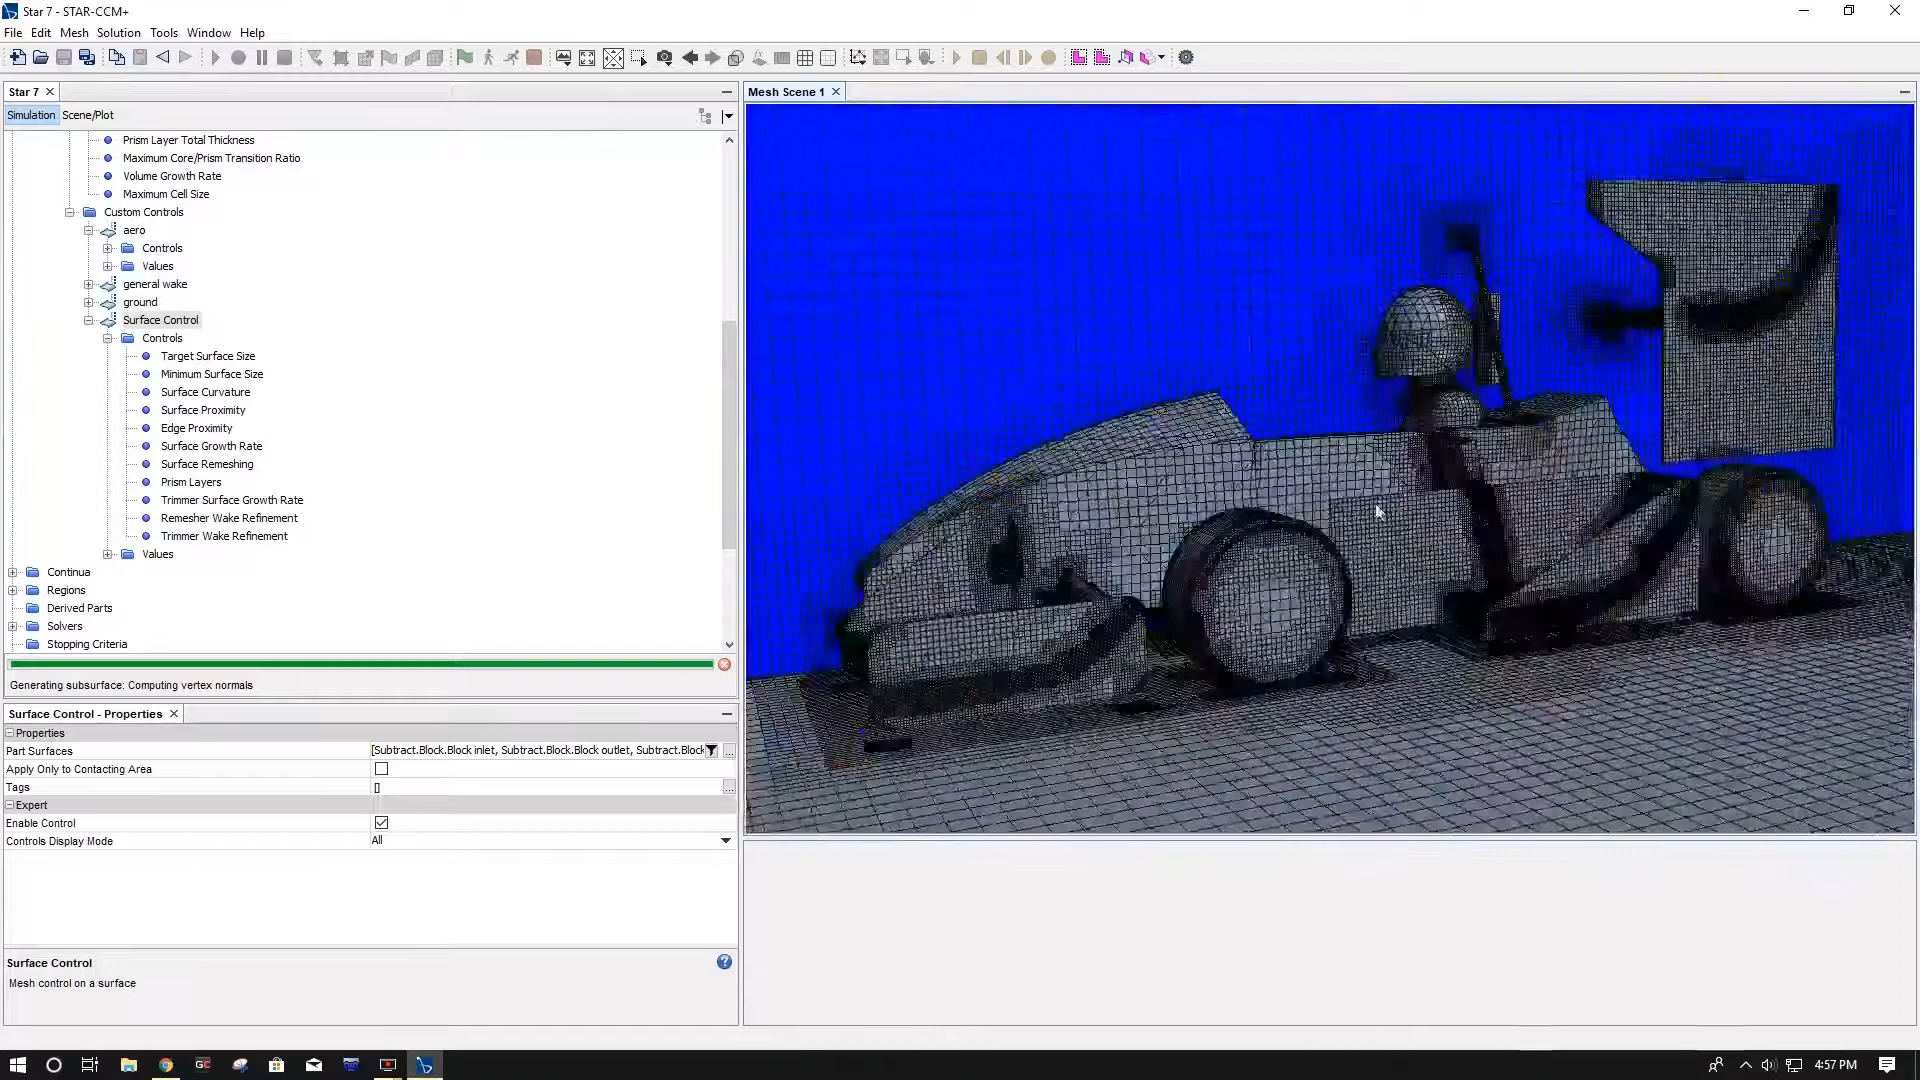 Star 7 - STAR-CCM+
File Edit Mesh Solution Tools Window Help
Star 7
Simulation Scene/Plot
Prism Layer Total Thickness
Maximum Core/Prism Transition Ratio
Volume Growth Rate
Maximum Cell Size
Custom Controls
aero
Controls
Values
general wake
ground
Surface Control
Controls
Target Surface Size
Minimum Surface Size
Surface Curvature
Surface Proximity
Edge Proximity
Surface Growth Rate
Surface Remeshing
Prism Layers
Trimmer Surface Growth Rate
Remesher Wake Refinement
Trimmer Wake Refinement
Values
Continua
Regions
Derived Parts
Solvers
Stopping Criteria
Generating subsurface: Computing vertex normals
Surface Control - Properties
Properties
Part Surfaces [Subtract.Block.Block inlet, Subtract.Block.Block outlet, Subtract.Block
Apply Only to Contacting Area
Tags []
Expert
Enable Control
Controls Display Mode All
Surface Control
Mesh control on a surface
Mesh Scene 1
GC
4:57 PM